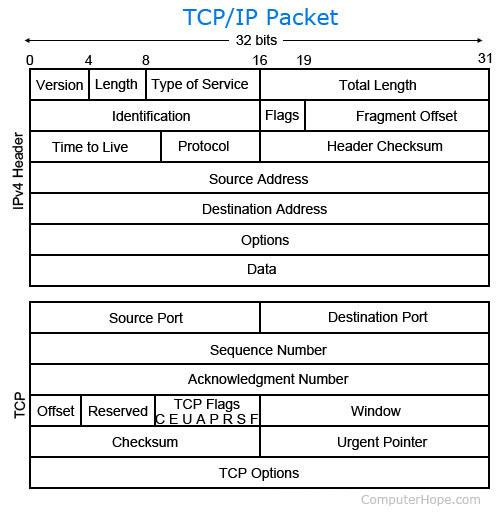 TCP/IP Packet
32 bits
0 4 8 16 19 31
IPv4 Header
Version Length Type of Service Total Length
Identification Flags Fragment Offset
Time to Live Protocol Header Checksum
Source Address
Destination Address
Options
Data
TCP
Source Port Destination Port
Sequence Number
Acknowledgment Number
Offset Reserved TCP Flags Window
C E U A P R S F
Checksum Urgent Pointer
TCP Options
ComputerHope.com